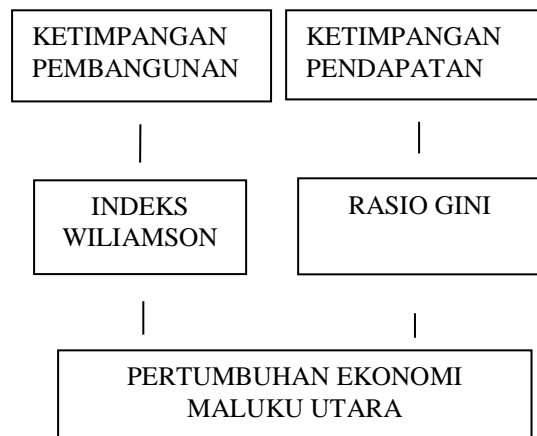 KETIMPANGAN
PEMBANGUNAN
KETIMPANGAN
PENDAPATAN
INDEKS
WILIAMSON
RASIO GINI
PERTUMBUHAN EKONOMI
MALUKU UTARA